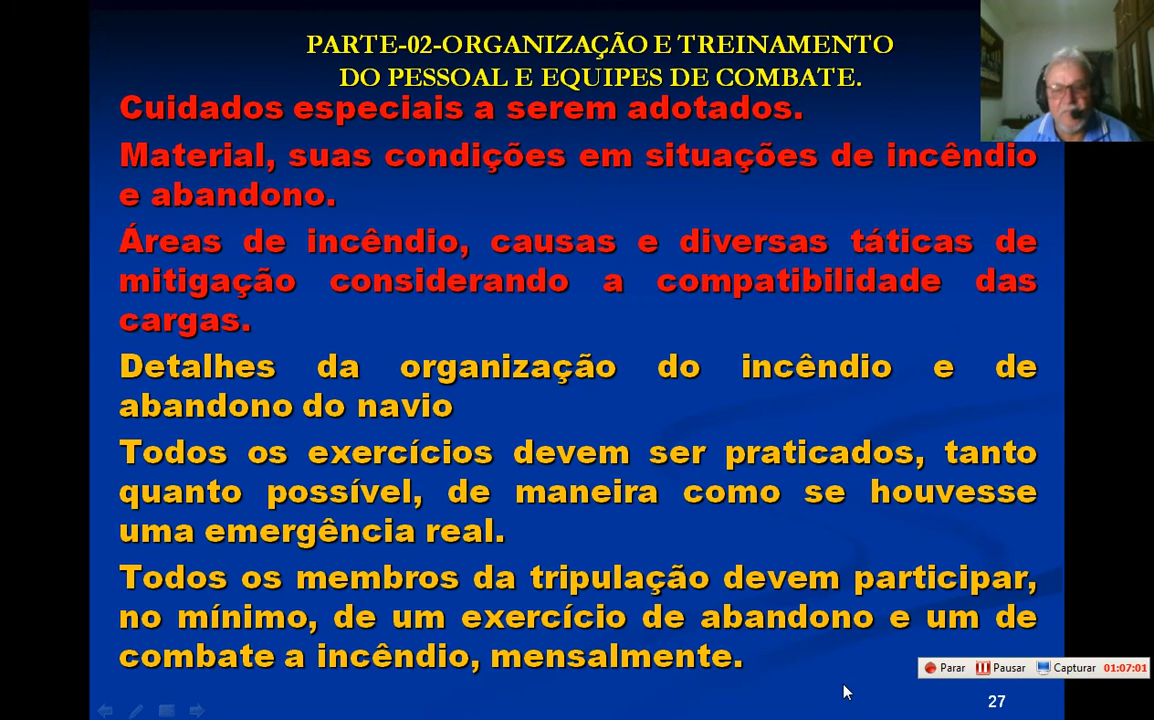 PARTE-02-ORGANIZAÇÃO E TREINAMENTO
DO PESSOAL E EQUIPES DE COMBATE.
Cuidados especiais a serem adotados.
Material, suas condições em situações de incêndio
e abandono.
Áreas de incêndio, causas e diversas táticas de
mitigação considerando a compatibilidade das
cargas.
Detalhes da organização do incêndio e de
abandono do navio
Todos os exercícios devem ser praticados, tanto
quanto possível, de maneira como se houvesse
uma emergência real.
Todos os membros da tripulação devem participar,
no mínimo, de um exercício de abandono e um de
combate a incêndio, mensalmente.
Parar Pausar Capturar 01:07:01
27